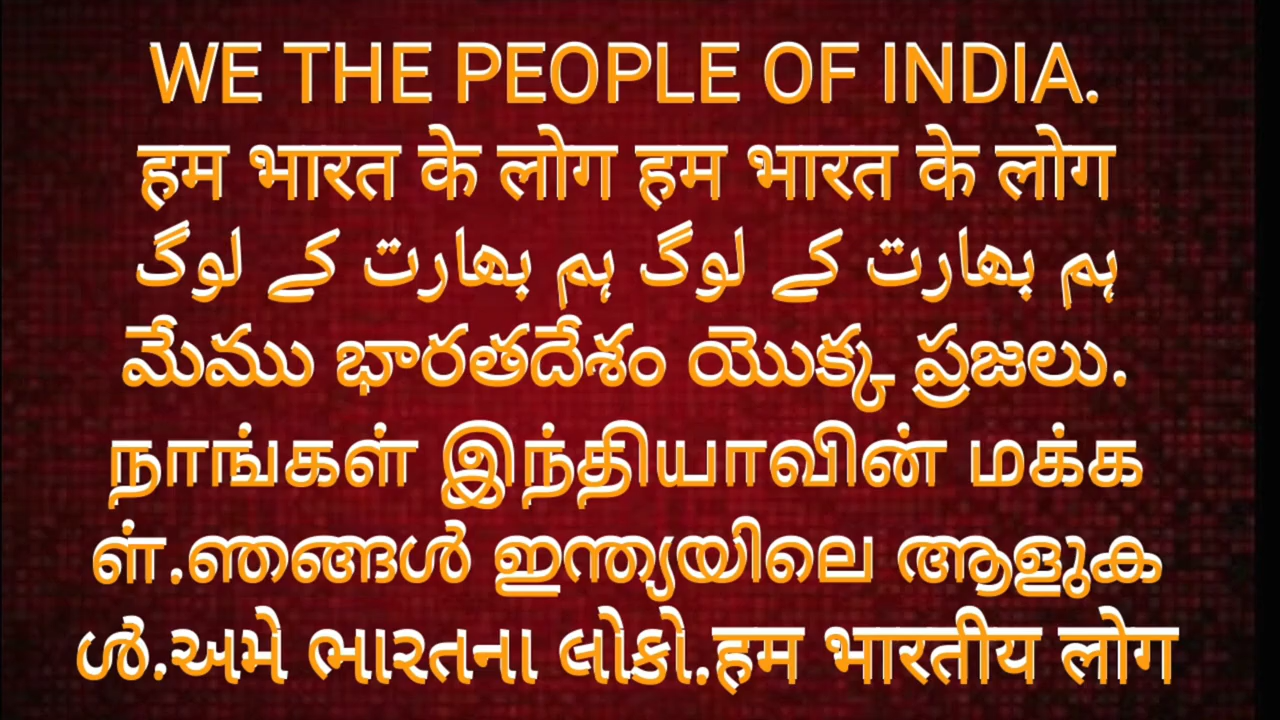 WE THE PEOPLE OF INDIA.
हम भारत के लोग हम भारत के लोग
ہم بھارت کے لوگ ہم بھارت کے لوگ
మేము భారతదేశం యొక్క ప్రజలు.
நாங்கள் இந்தியாவின் மக்க
ள்.ഞങ്ങൾ ഇന്ത്യയിലെ ആളുക
ൾ.અમે ભારતના લોકો.हम भारतीय लोग